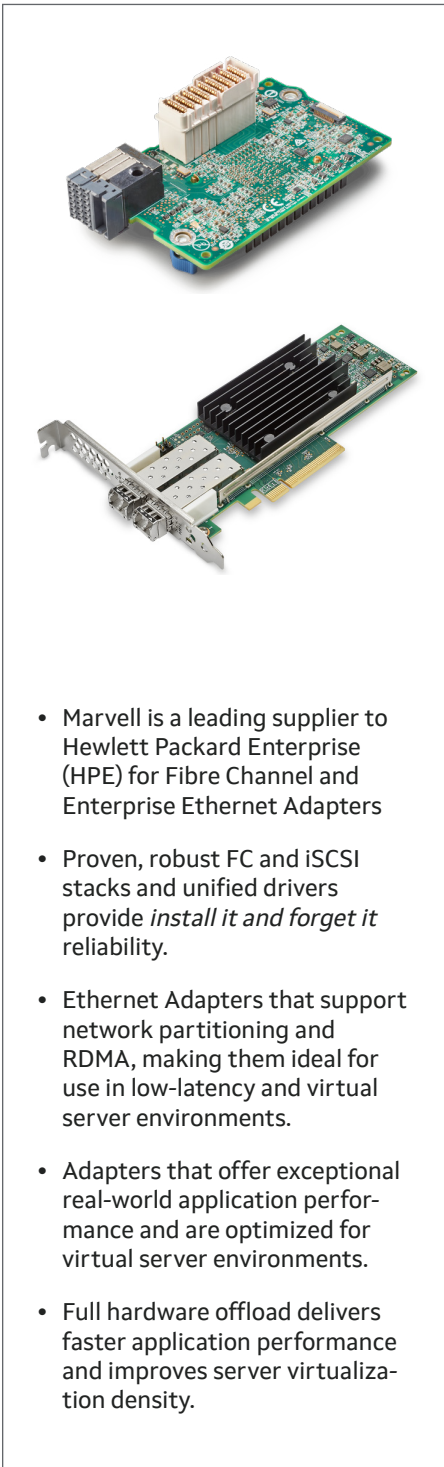 • Marvell is a leading supplier to
Hewlett Packard Enterprise
(HPE) for Fibre Channel and
Enterprise Ethernet Adapters
• Proven, robust FC and iSCSI
stacks and unified drivers
provide install it and forget it
reliability.
• Ethernet Adapters that support
network partitioning and
RDMA, making them ideal for
use in low-latency and virtual
server environments.
• Adapters that offer exceptional
real-world application perfor-
mance and are optimized for
virtual server environments.
• Full hardware offload delivers
faster application performance
and improves server virtualiza-
tion density.